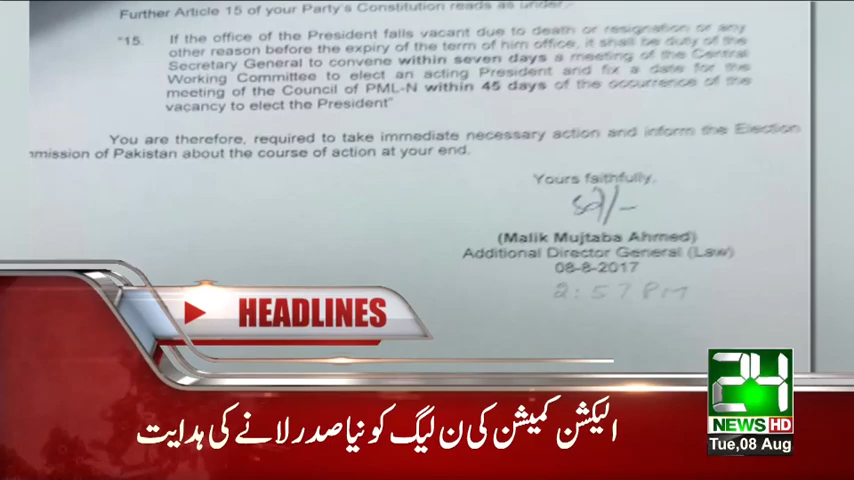 Further Article 15 of your Party's Constitution reads as under:-
"15. If the office of the President falls vacant due to death or resignation or any
other reason before the expiry of the term of him office, it shall be duty of the
Secretary General to convene within seven days a meeting of the Central
Working Committee to elect an acting President and fix a date for the
meeting of the Council of PML-N within 45 days of the occurrence of the
vacancy to elect the President"
You are therefore, required to take immediate necessary action and inform the Election
mmission of Pakistan about the course of action at your end.
Yours faithfully,
sd/-
(Malik Mujtaba Ahmed)
Additional Director General (Law)
08-8-2017
2:57 PM
HEADLINES
الیکشن کمیشن کی ن لیگ کو نیا صدر لانے کی ہدایت
24
NEWS HD
Tue,08 Aug